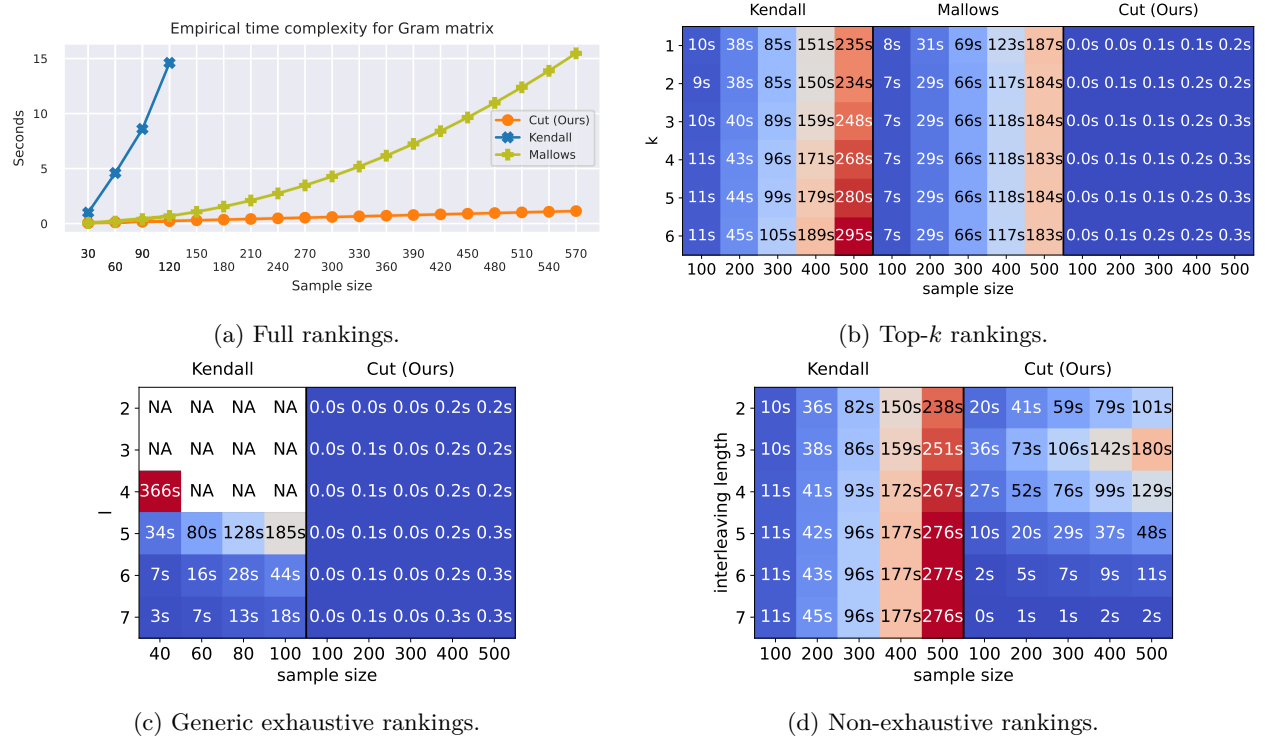 Empirical time complexity for Gram matrix
Seconds
15
10
5
0
Cut (Ours)
Kendall
Mallows
30 90 150 210 270 330 390 450 510 570
60 120 180 240 300 360 420 480 540
Sample size
(a) Full rankings.
Kendall Mallows Cut (Ours)
k
1 10s 38s 85s 151s 235s 8s 31s 69s 123s 187s 0.0s 0.0s 0.1s 0.1s 0.2s
2 9s 38s 85s 150s 234s 7s 29s 66s 117s 184s 0.0s 0.1s 0.1s 0.2s 0.2s
3 10s 40s 89s 159s 248s 7s 29s 66s 118s 184s 0.0s 0.1s 0.1s 0.2s 0.3s
4 11s 43s 96s 171s 268s 7s 29s 66s 118s 183s 0.0s 0.1s 0.1s 0.2s 0.3s
5 11s 44s 99s 179s 280s 7s 29s 66s 118s 184s 0.0s 0.1s 0.1s 0.2s 0.3s
6 11s 45s 105s 189s 295s 7s 29s 66s 117s 183s 0.0s 0.1s 0.2s 0.2s 0.3s
100 200 300 400 500 100 200 300 400 500 100 200 300 400 500
sample size
(b) Top-k rankings.
Kendall Cut (Ours)
l
2 NA NA NA NA 0.0s 0.0s 0.0s 0.2s 0.2s
3 NA NA NA NA 0.0s 0.1s 0.0s 0.2s 0.2s
4 366s NA NA NA 0.0s 0.1s 0.0s 0.2s 0.2s
5 34s 80s 128s 185s 0.0s 0.1s 0.0s 0.2s 0.3s
6 7s 16s 28s 44s 0.0s 0.1s 0.0s 0.2s 0.3s
7 3s 7s 13s 18s 0.0s 0.1s 0.0s 0.3s 0.3s
40 60 80 100 100 200 300 400 500
sample size
(c) Generic exhaustive rankings.
Kendall Cut (Ours)
interleaving length
2 10s 36s 82s 150s 238s 20s 41s 59s 79s 101s
3 10s 38s 86s 159s 251s 36s 73s 106s 142s 180s
4 11s 41s 93s 172s 267s 27s 52s 76s 99s 129s
5 11s 42s 96s 177s 276s 10s 20s 29s 37s 48s
6 11s 43s 96s 177s 277s 2s 5s 7s 9s 11s
7 11s 45s 96s 177s 276s 0s 1s 1s 2s 2s
100 200 300 400 500 100 200 300 400 500
sample size
(d) Non-exhaustive rankings.